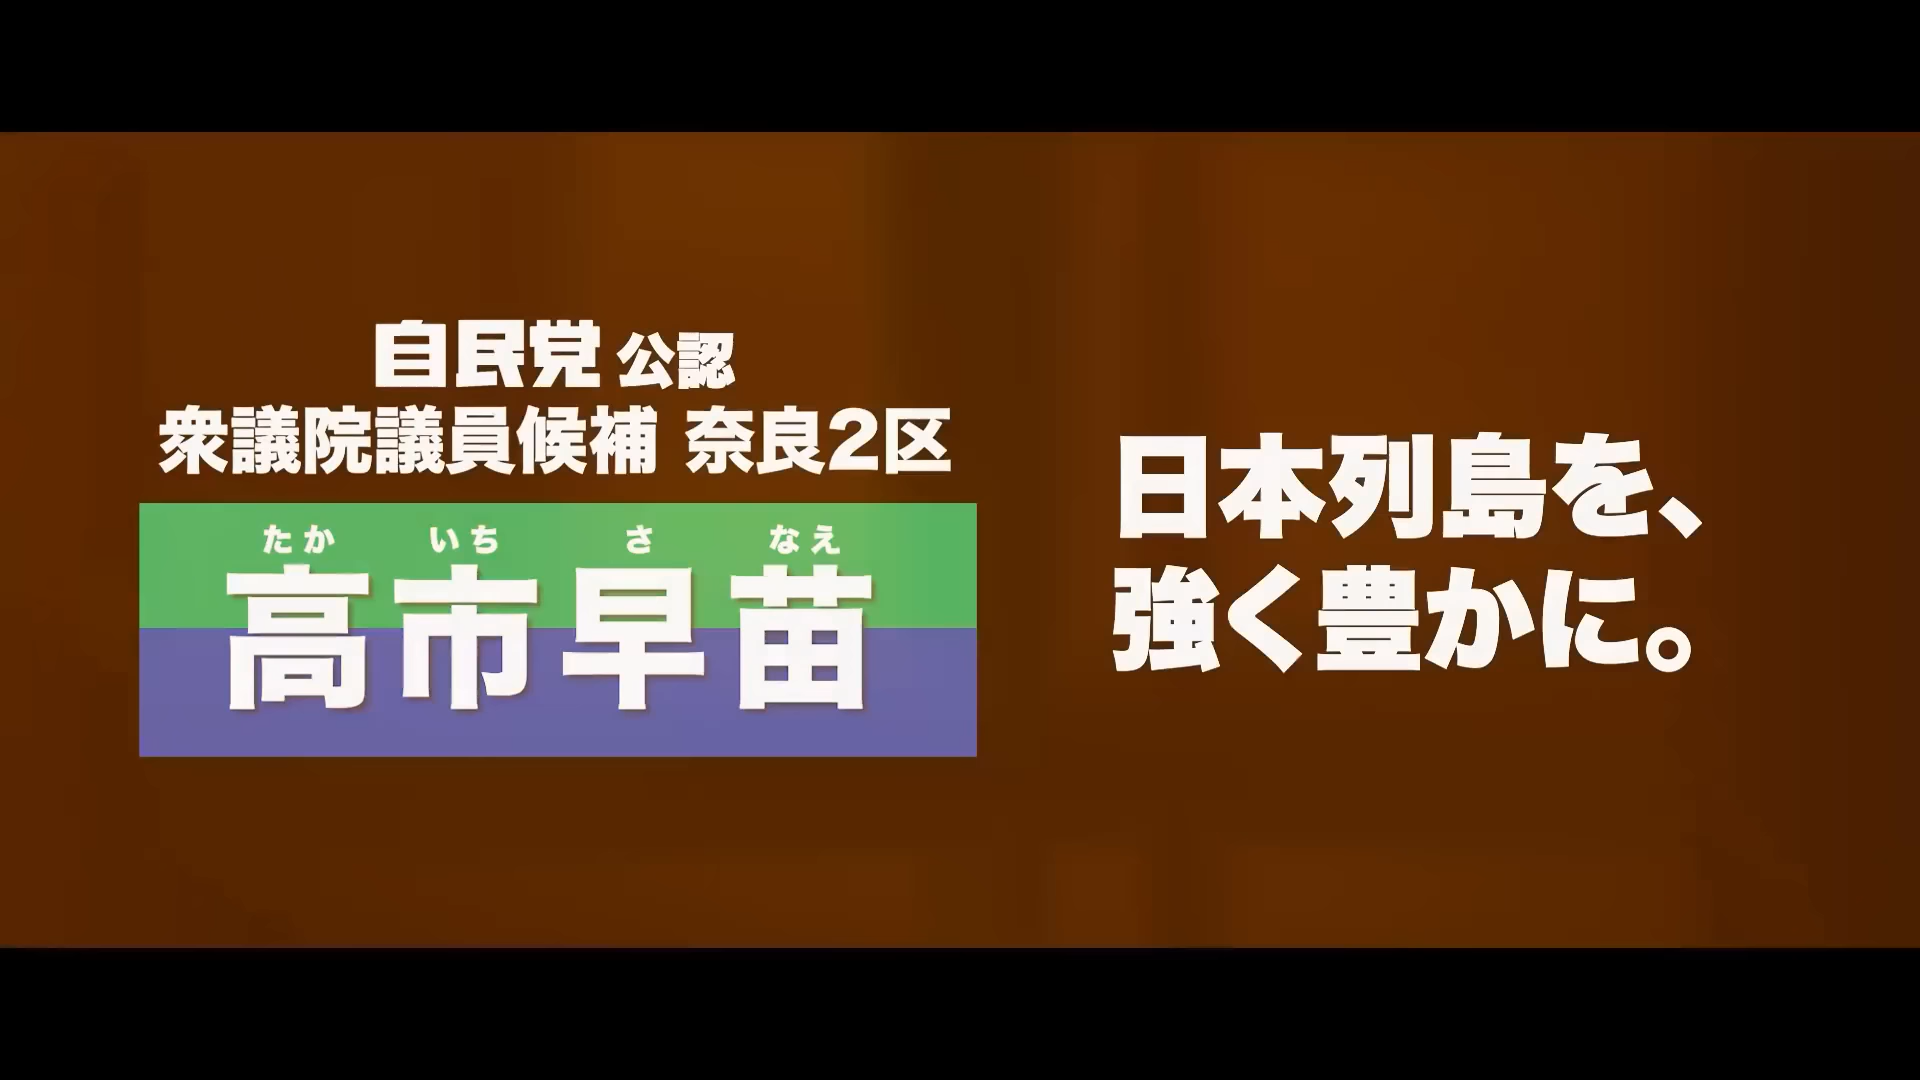 自民党 公認
衆議院議員候補 奈良2区
たか いち さ なえ
高市早苗
日本列島を、
強く豊かに。